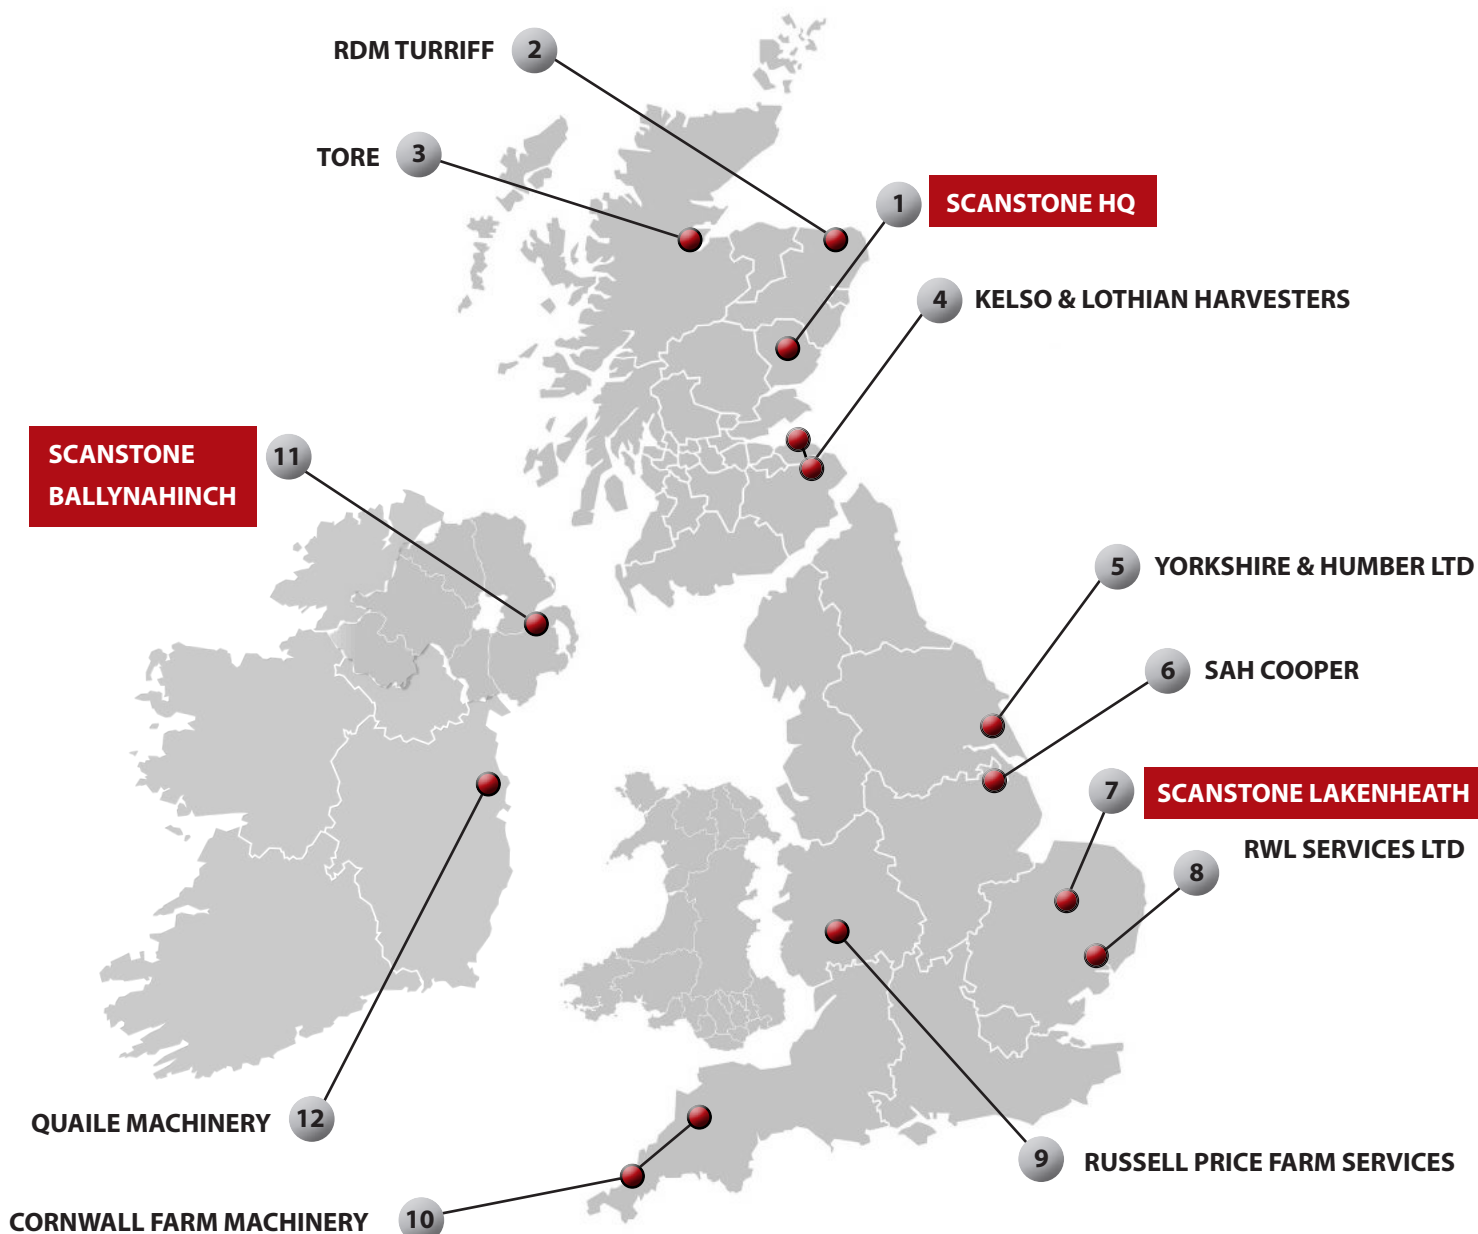 RDM TURRIFF 2
TORE 3
1 SCANSTONE HQ
4 KELSO & LOTHIAN HARVESTERS
SCANSTONE
BALLYNAHINCH
11
5 YORKSHIRE & HUMBER LTD
6 SAH COOPER
7 SCANSTONE LAKENHEATH
RWL SERVICES LTD
8
QUAILE MACHINERY 12
9 RUSSELL PRICE FARM SERVICES
CORNWALL FARM MACHINERY 10